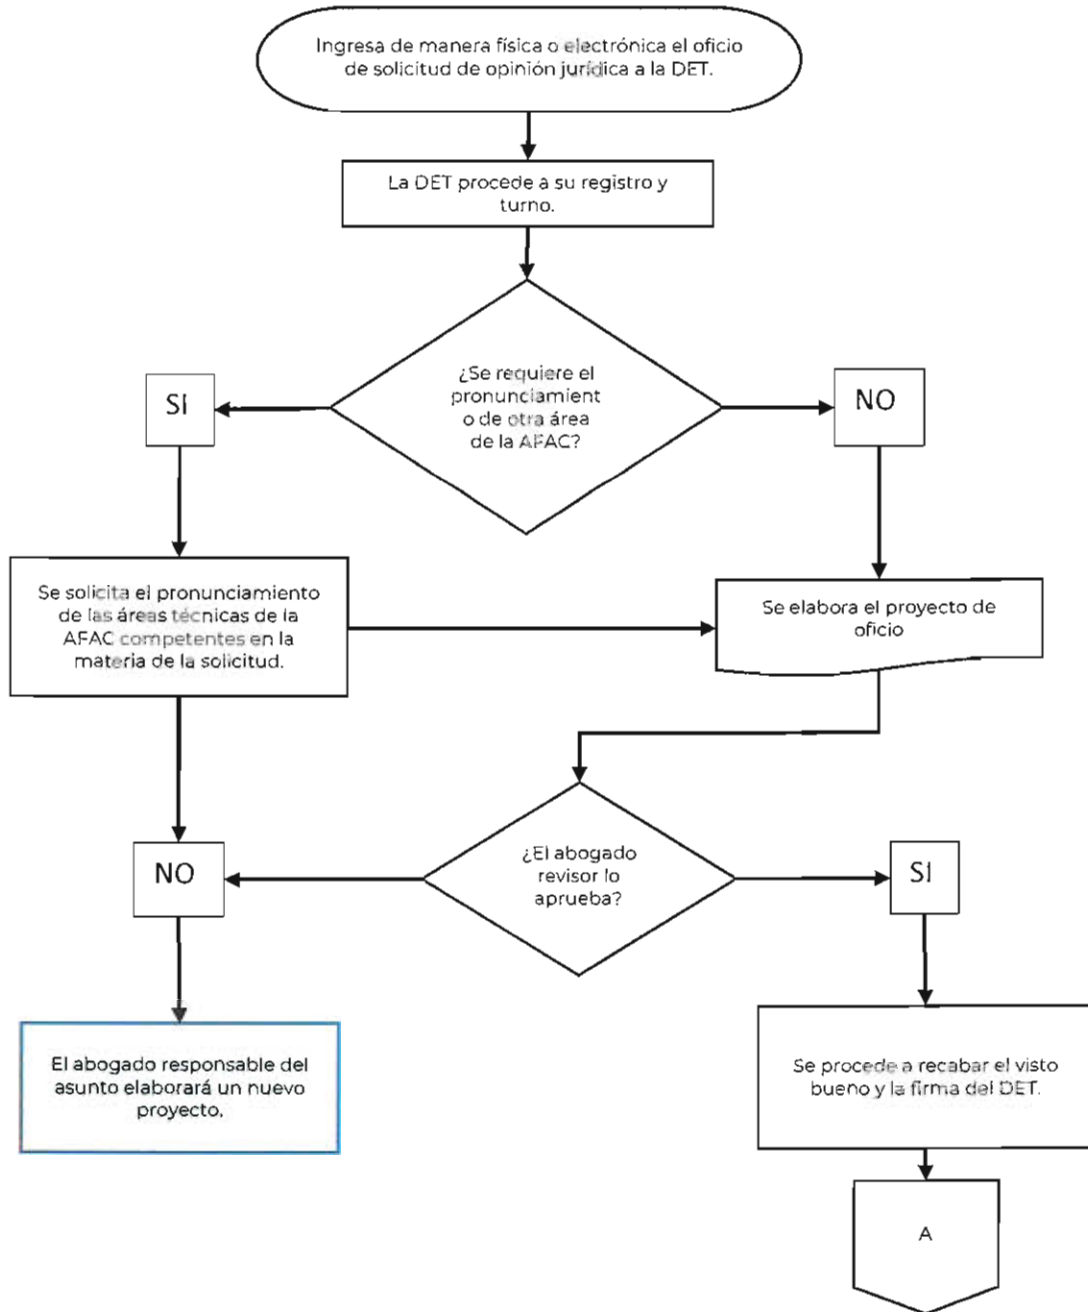 Ingresa de manera física o electrónica el oficio
de solicitud de opinión jurídica a la DET.
La DET procede a su registro y
turno.
¿Se requiere el
pronunciamient
o de otra área
de la AFAC?
SI
NO
Se solicita el pronunciamiento
de las áreas técnicas de la
AFAC competentes en la
materia de la solicitud.
Se elabora el proyecto de
oficio
¿El abogado
revisor lo
aprueba?
NO
SI
El abogado responsable del
asunto elaborará un nuevo
proyecto.
Se procede a recabar el visto
bueno y la firma del DET.
A